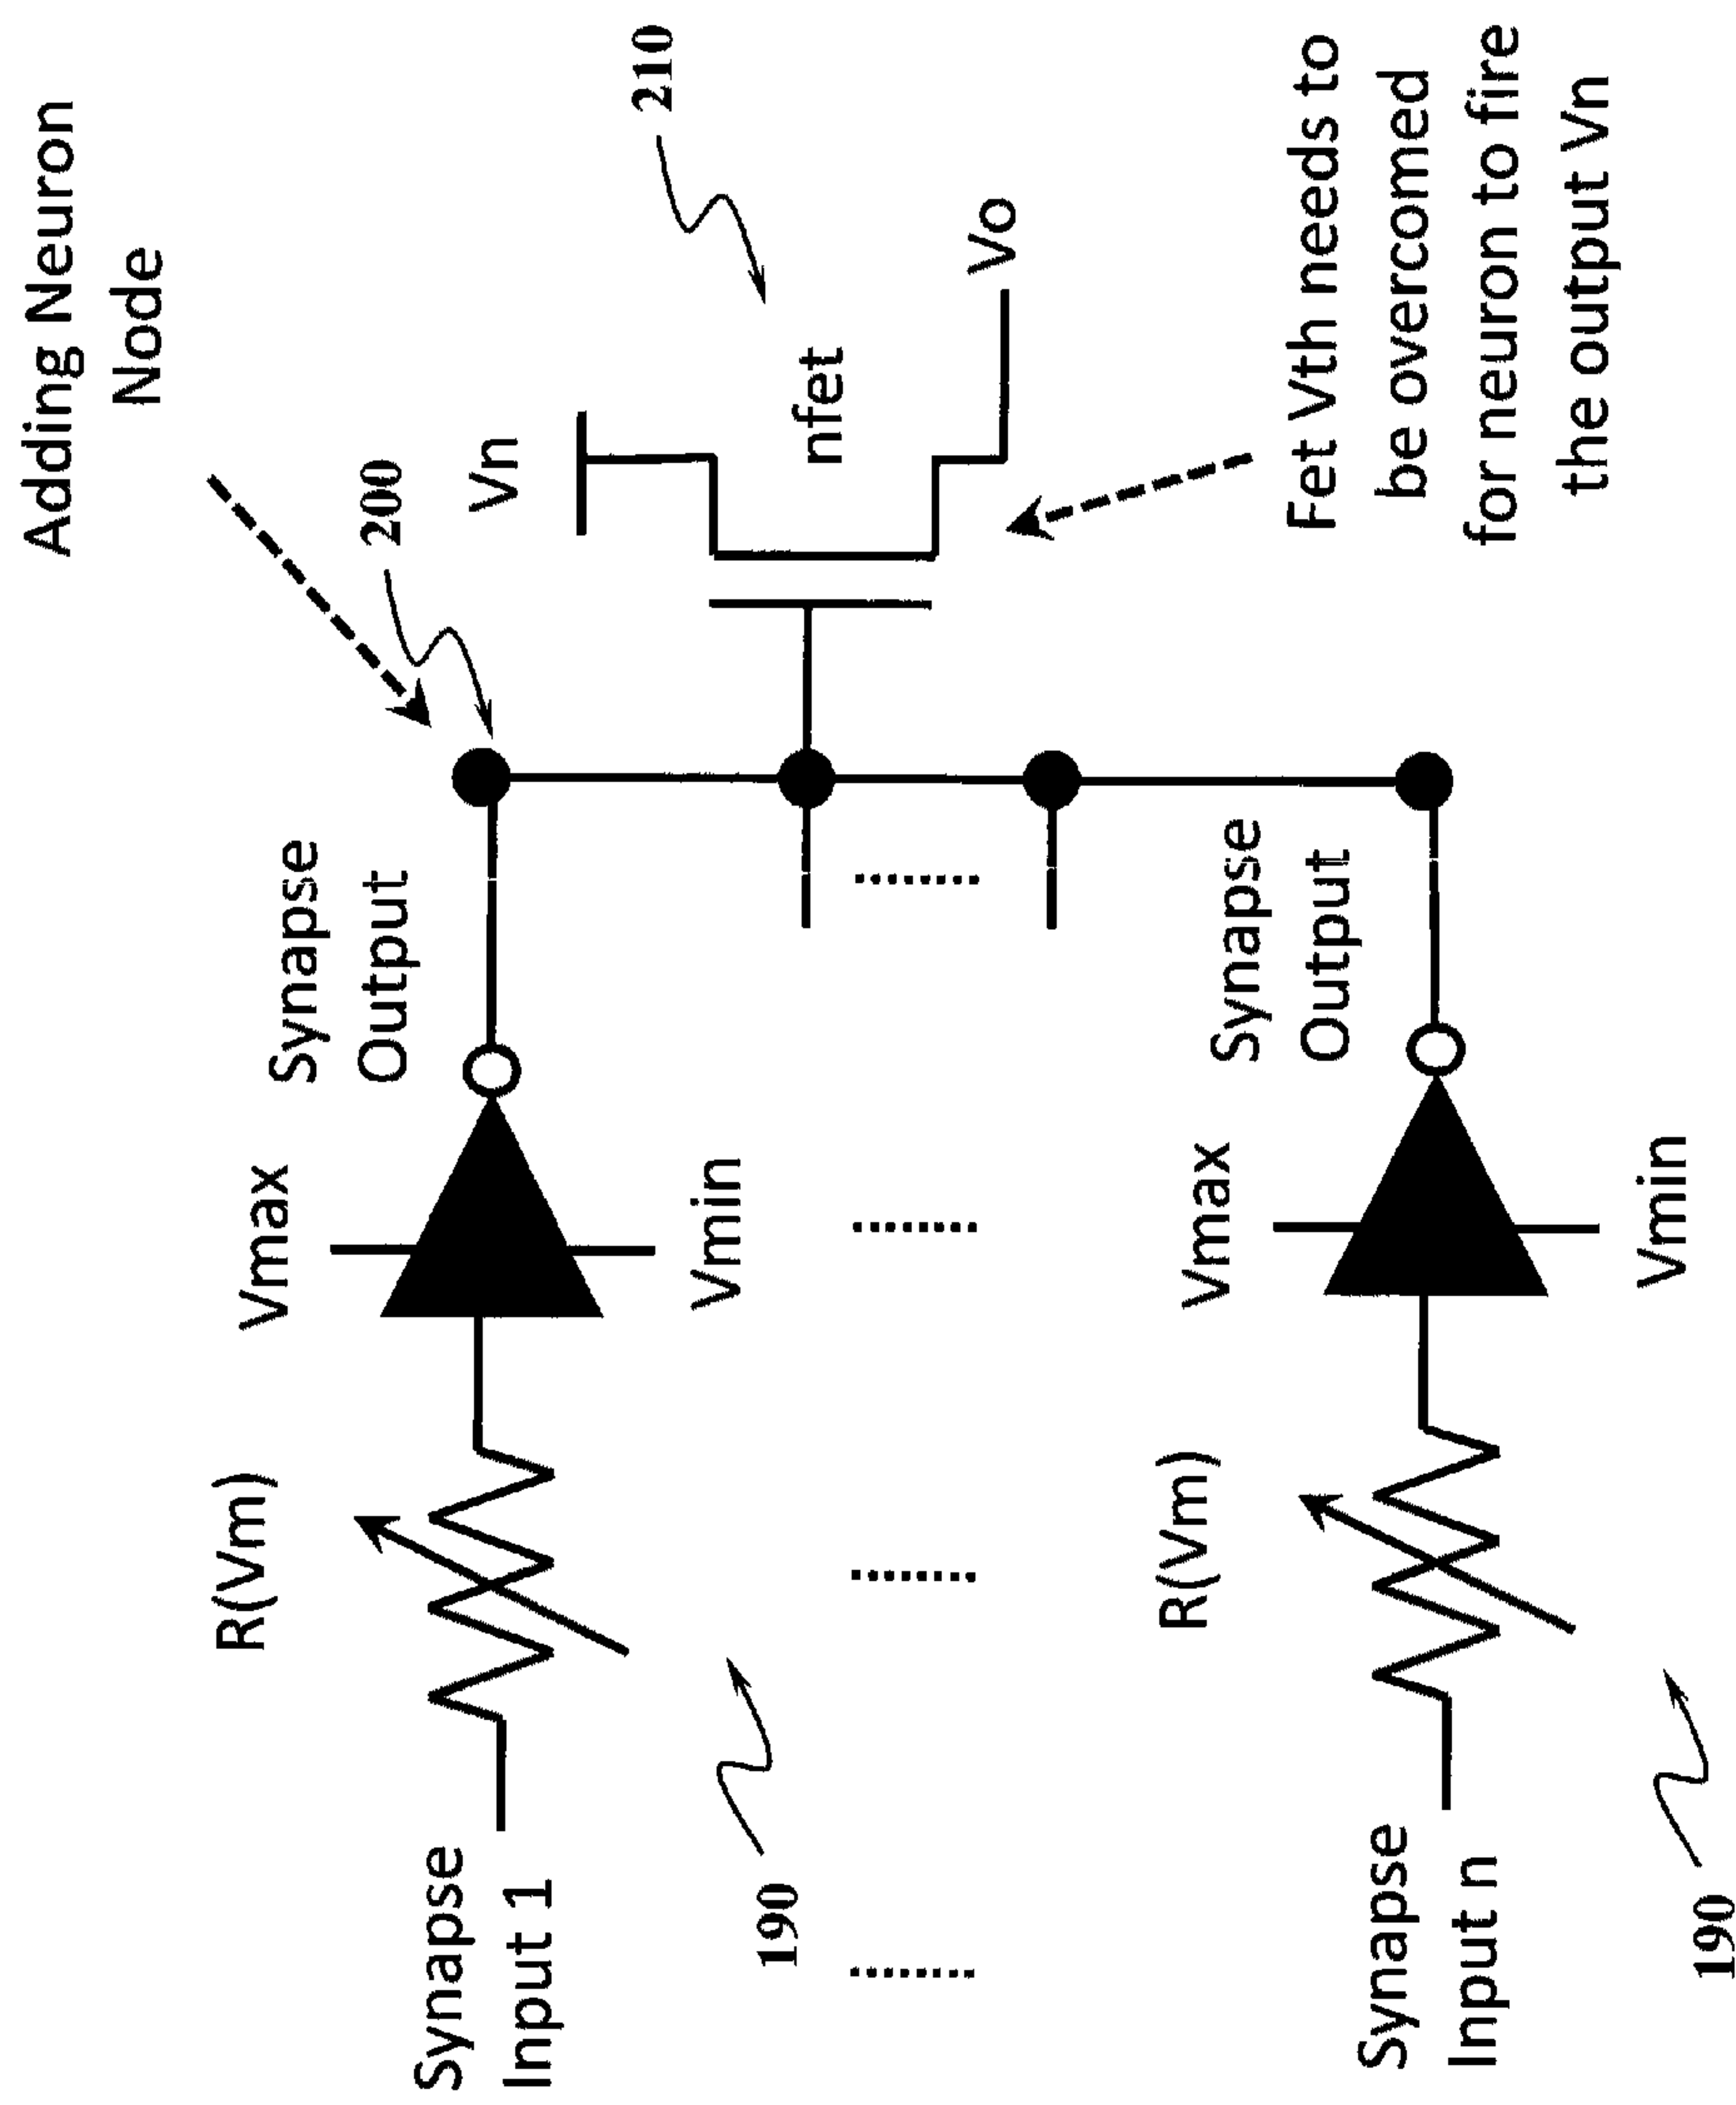 Adding Neuron
Node
200
Vn
210
nfet
Vo
Fet Vth needs to
be overcomed
for neuron to fire
the output Vn
Synapse
Output
Vmax
Vmin
R(Vm)
Synapse
Input 1
190
Synapse
Output
Vmax
Vmin
R(Vm)
Synapse
Input n
190